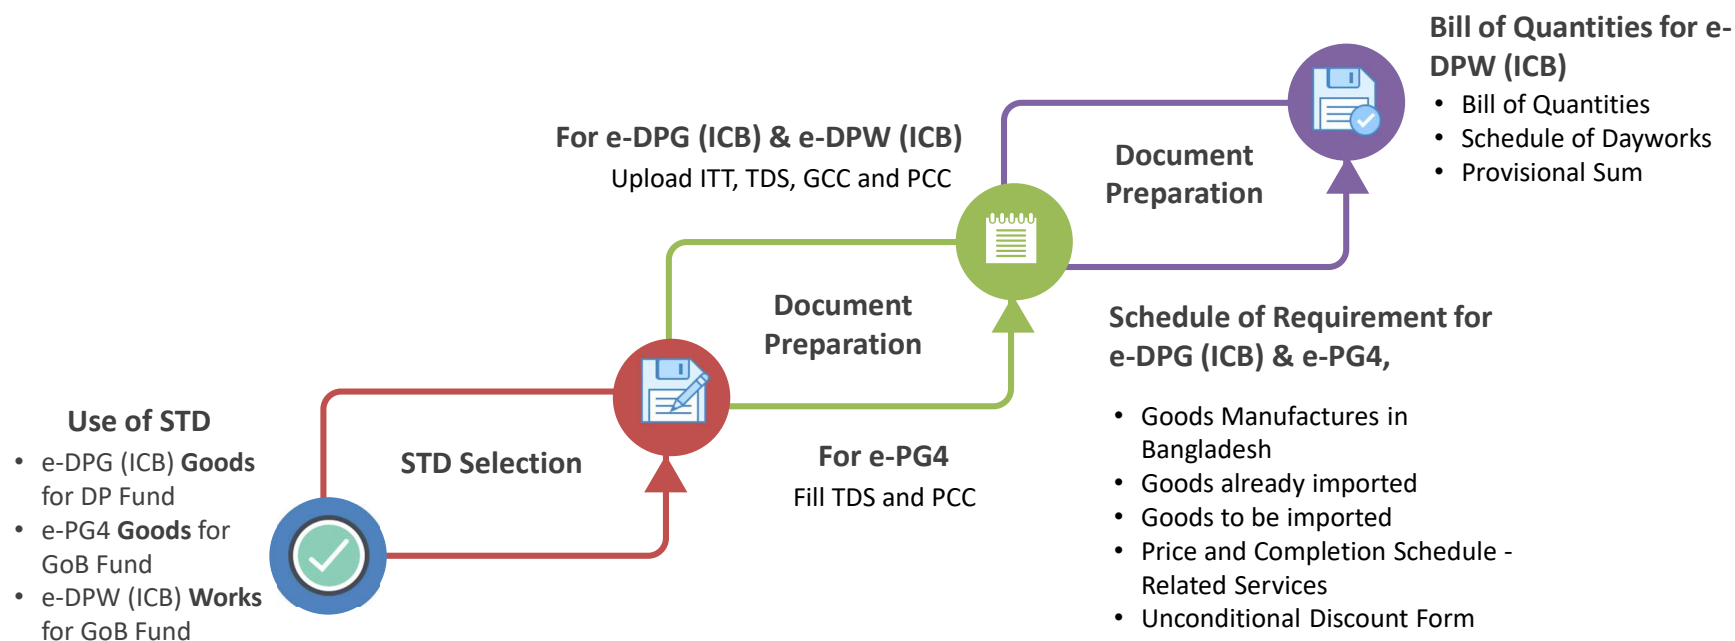 Use of STD
• e-DPG (ICB) Goods
for DP Fund
• e-PG4 Goods for
GoB Fund
• e-DPW (ICB) Works
for GoB Fund
STD Selection
For e-DPG (ICB) & e-DPW (ICB)
Upload ITT, TDS, GCC and PCC
Document
Preparation
For e-PG4
Fill TDS and PCC
Document
Preparation
Bill of Quantities for e-
DPW (ICB)
• Bill of Quantities
• Schedule of Dayworks
• Provisional Sum
Schedule of Requirement for
e-DPG (ICB) & e-PG4,
• Goods Manufactures in
Bangladesh
• Goods already imported
• Goods to be imported
• Price and Completion Schedule -
Related Services
• Unconditional Discount Form